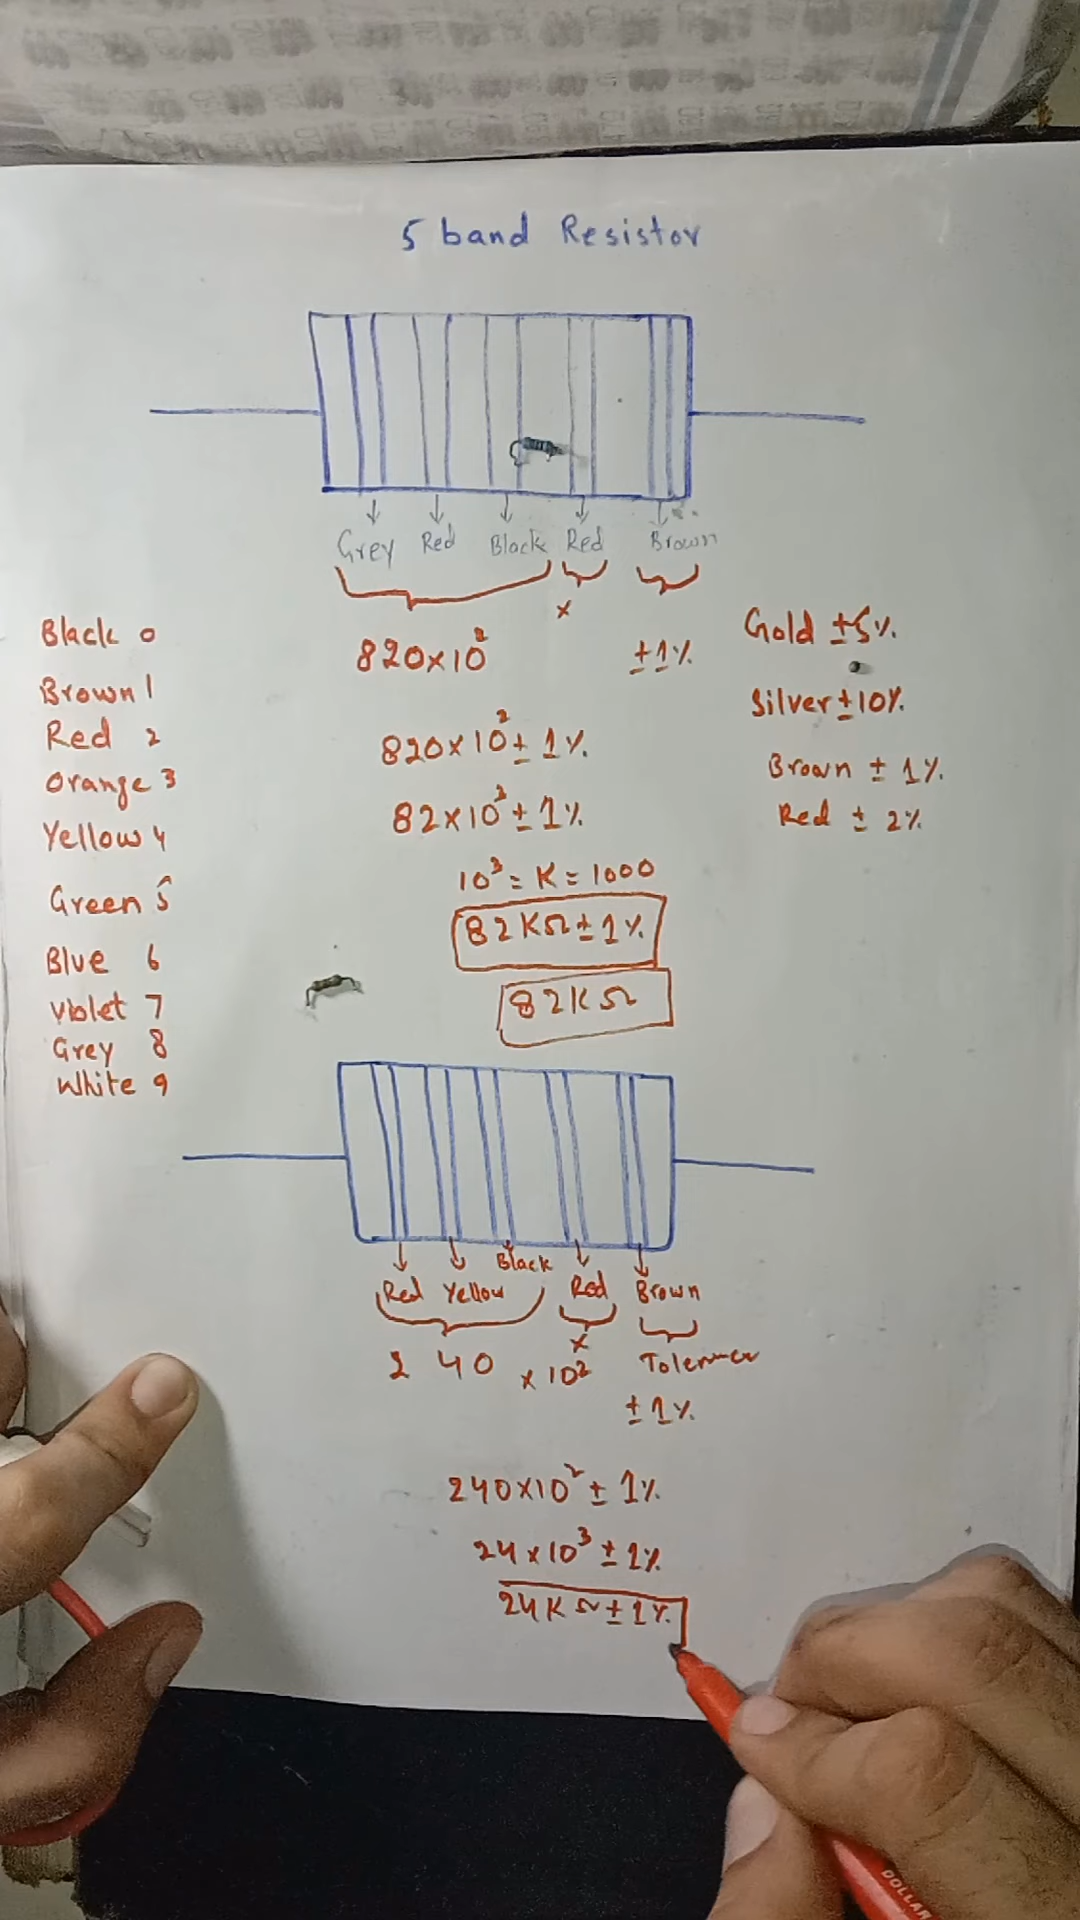 5 band Resistor
Grey Red Black Red Brown
x
820x10² ±1%
820x10² ± 1%
82x10³ ± 1%
10³ = K = 1000
82KΩ ± 1%
82KΩ
Black 0
Brown 1
Red 2
Orange 3
Yellow 4
Green 5
Blue 6
Violet 7
Grey 8
White 9
Gold ±5%
Silver ±10%
Brown ± 1%
Red ± 2%
Black
Red Yellow Red Brown
x
2 40 x 10² Tolerance
± 1%
240x10² ± 1%
24x10³ ± 1%
24KΩ ± 1%
DOLLAR